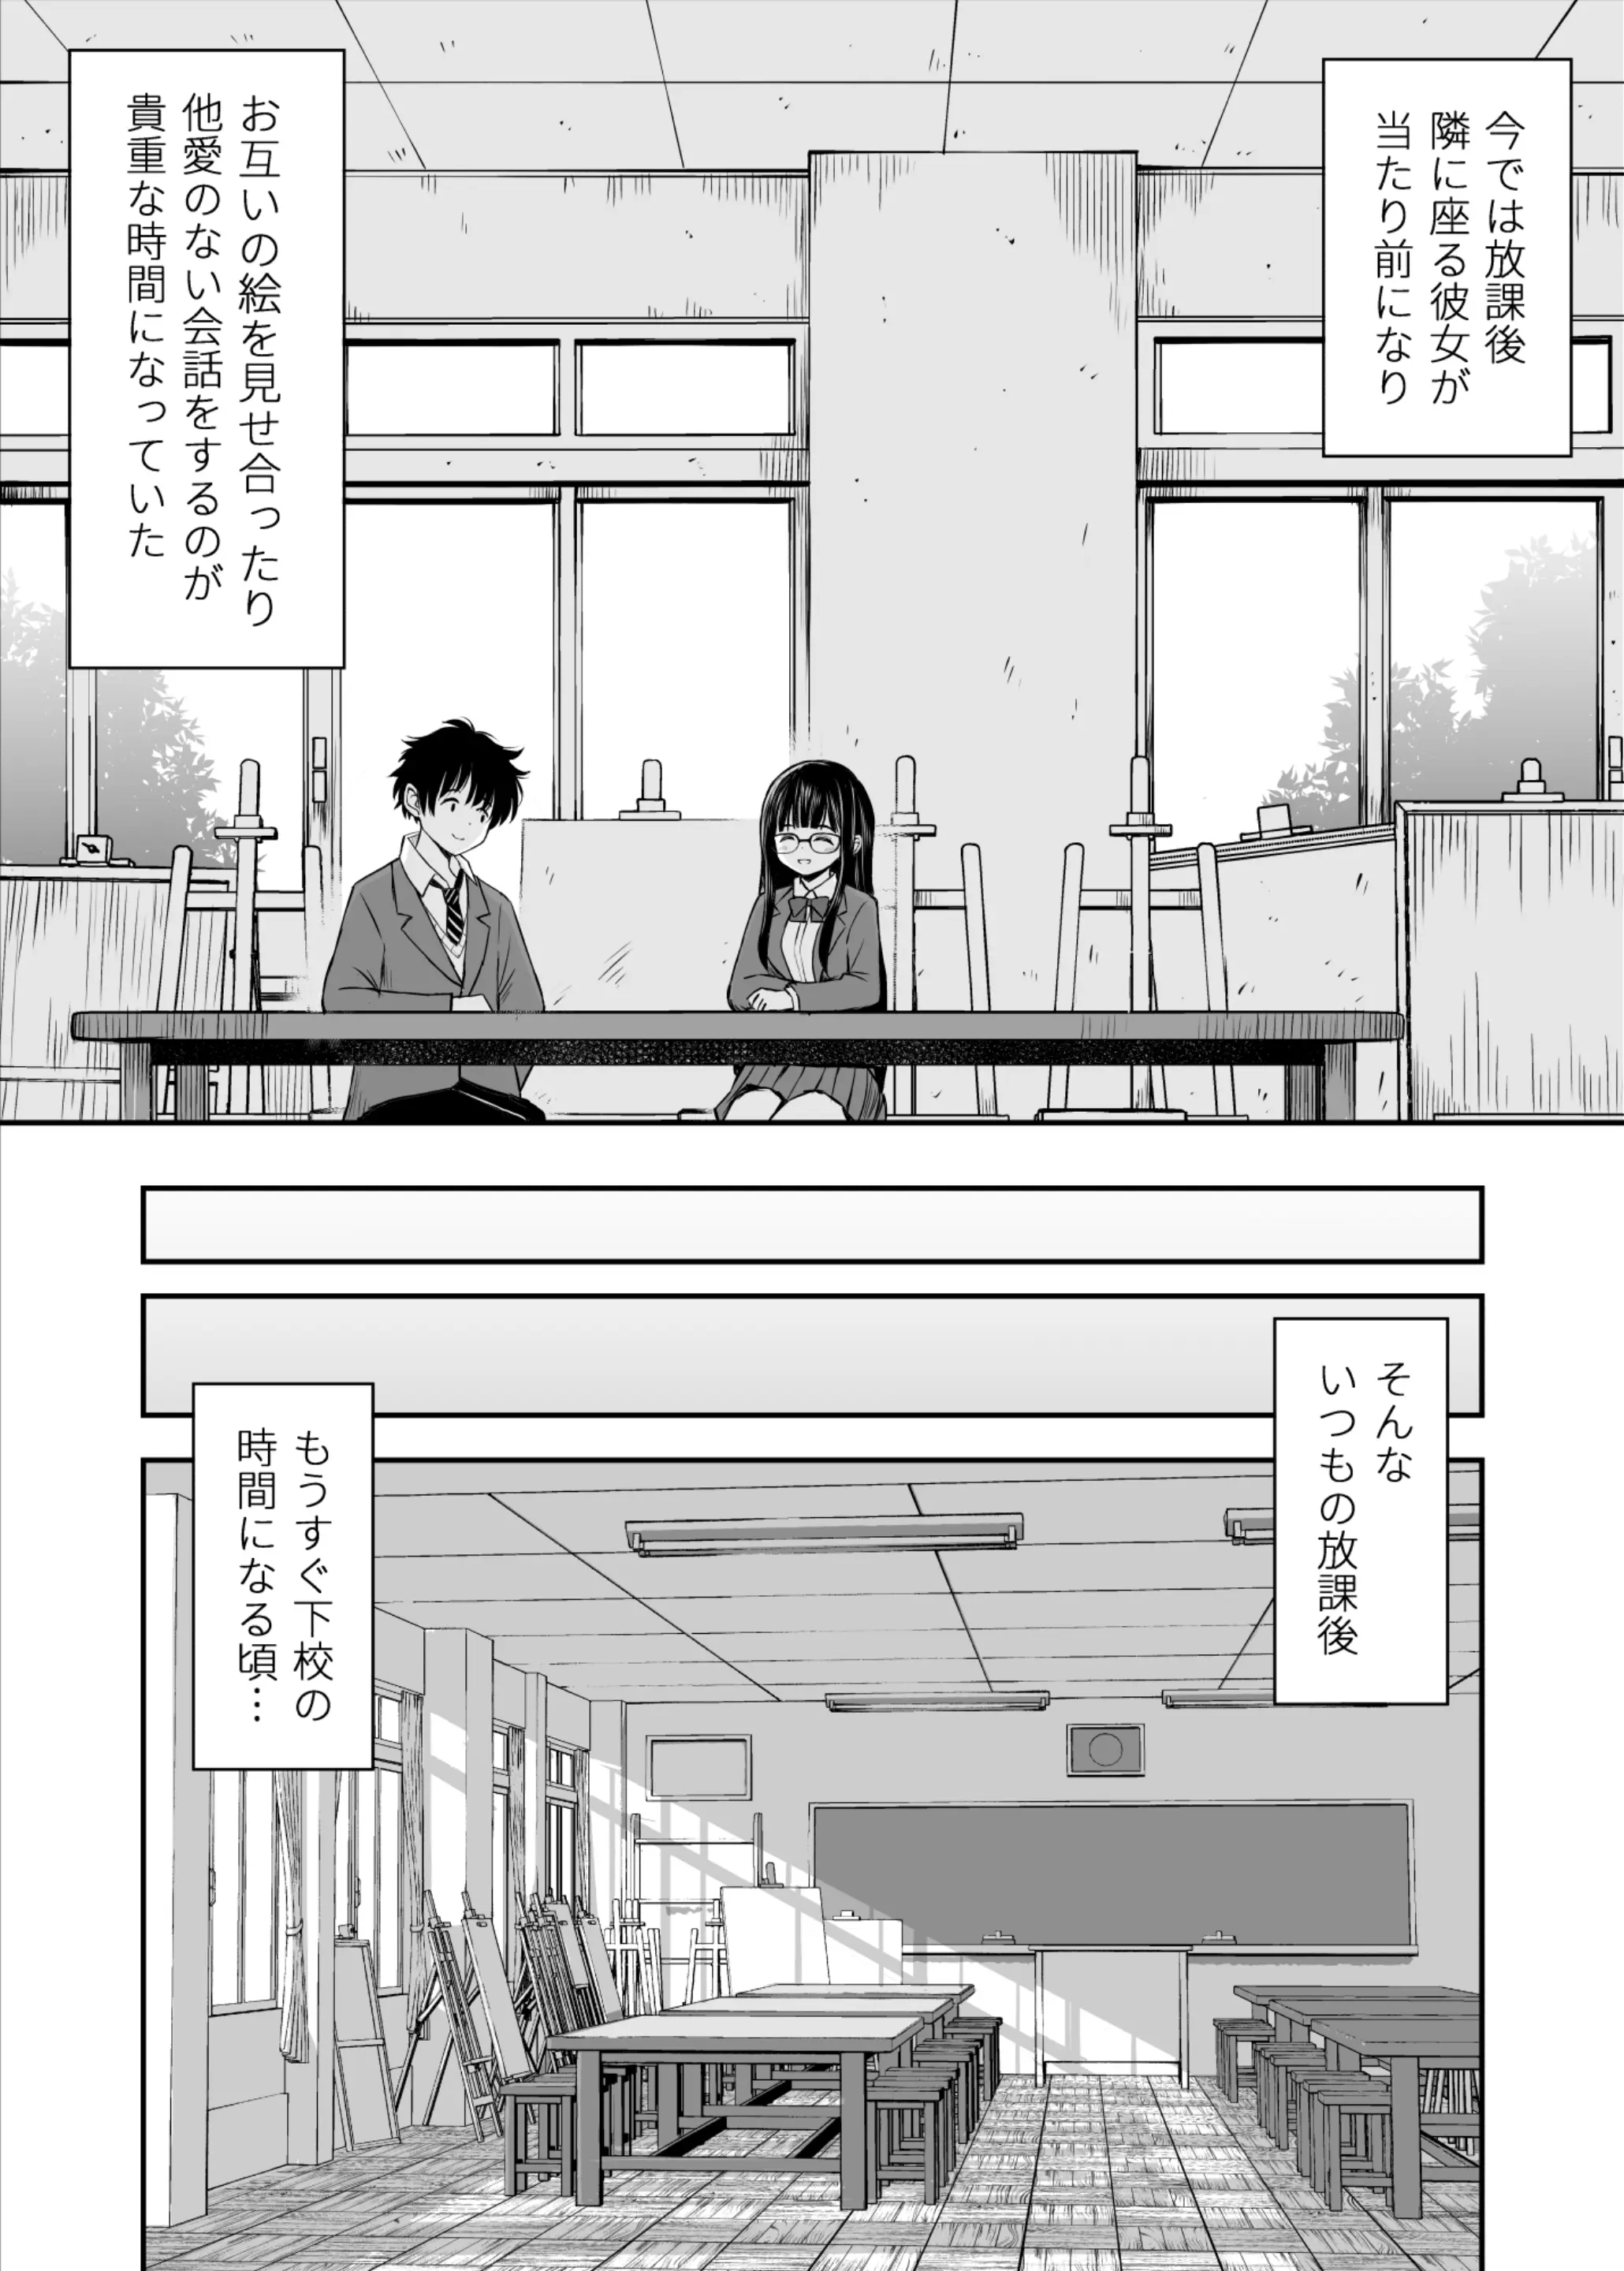 今では放課後
隣に座る彼女が
当たり前になり
お互いの絵を見せ合ったり
他愛のない会話をするのが
貴重な時間になっていた
そんな
いつもの放課後
もうすぐ下校の
時間になる頃…